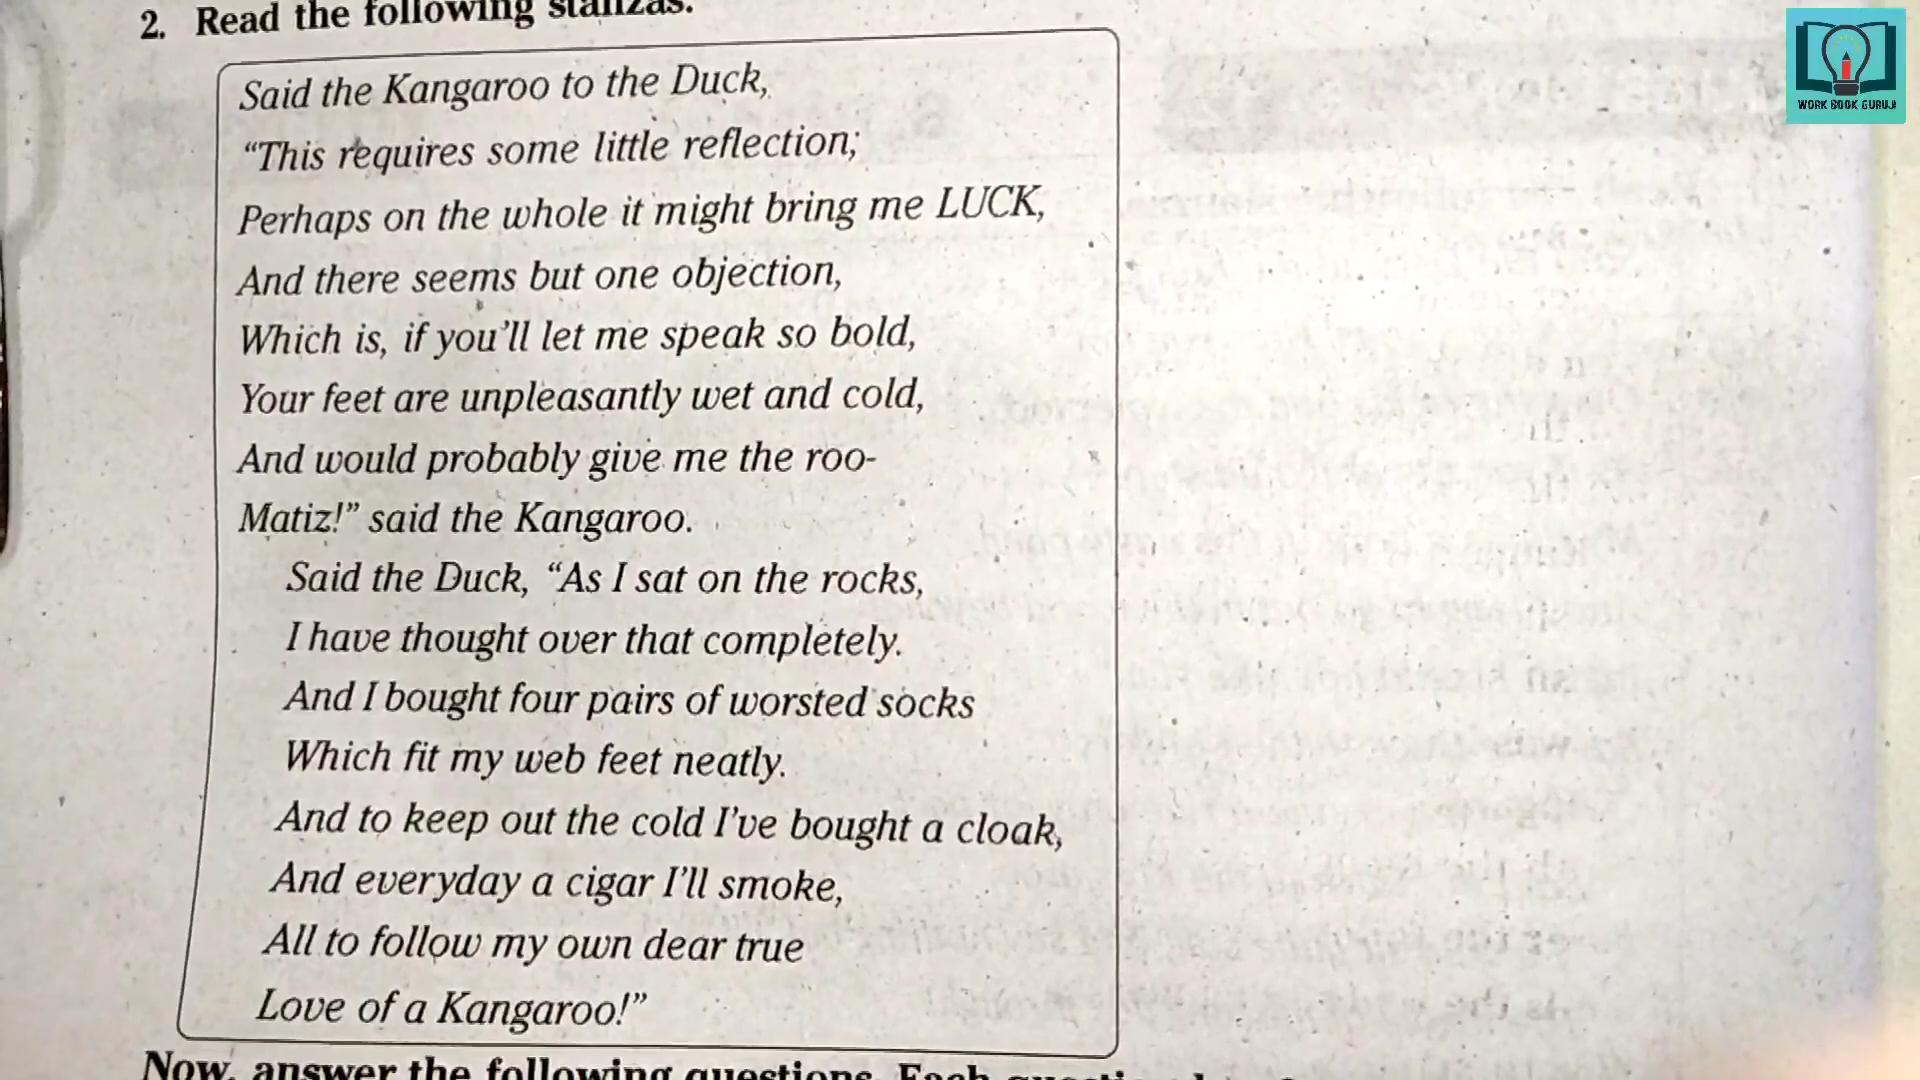 2. Read the following stanzas.
Said the Kangaroo to the Duck,
“This requires some little reflection;
Perhaps on the whole it might bring me LUCK,
And there seems but one objection,
Which is, if you’ll let me speak so bold,
Your feet are unpleasantly wet and cold,
And would probably give me the roo-
Matiz!” said the Kangaroo.
Said the Duck, “As I sat on the rocks,
I have thought over that completely.
And I bought four pairs of worsted socks
Which fit my web feet neatly.
And to keep out the cold I’ve bought a cloak,
And everyday a cigar I’ll smoke,
All to follow my own dear true
Love of a Kangaroo!”
Now, answer the following questions. Each
WORK BOOK GURUJI